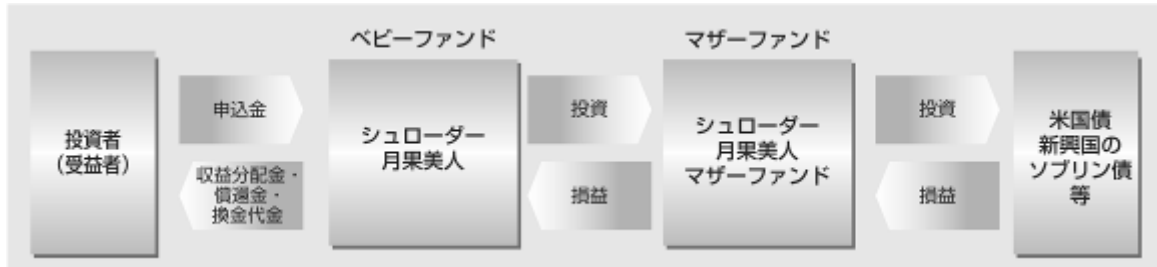 ベビーファンド
マザーファンド
投資者
（受益者）
申込金
収益分配金・
償還金・
換金代金
シュローダー
月果美人
投資
損益
シュローダー
月果美人
マザーファンド
投資
損益
米国債
新興国の
ソブリン債
等